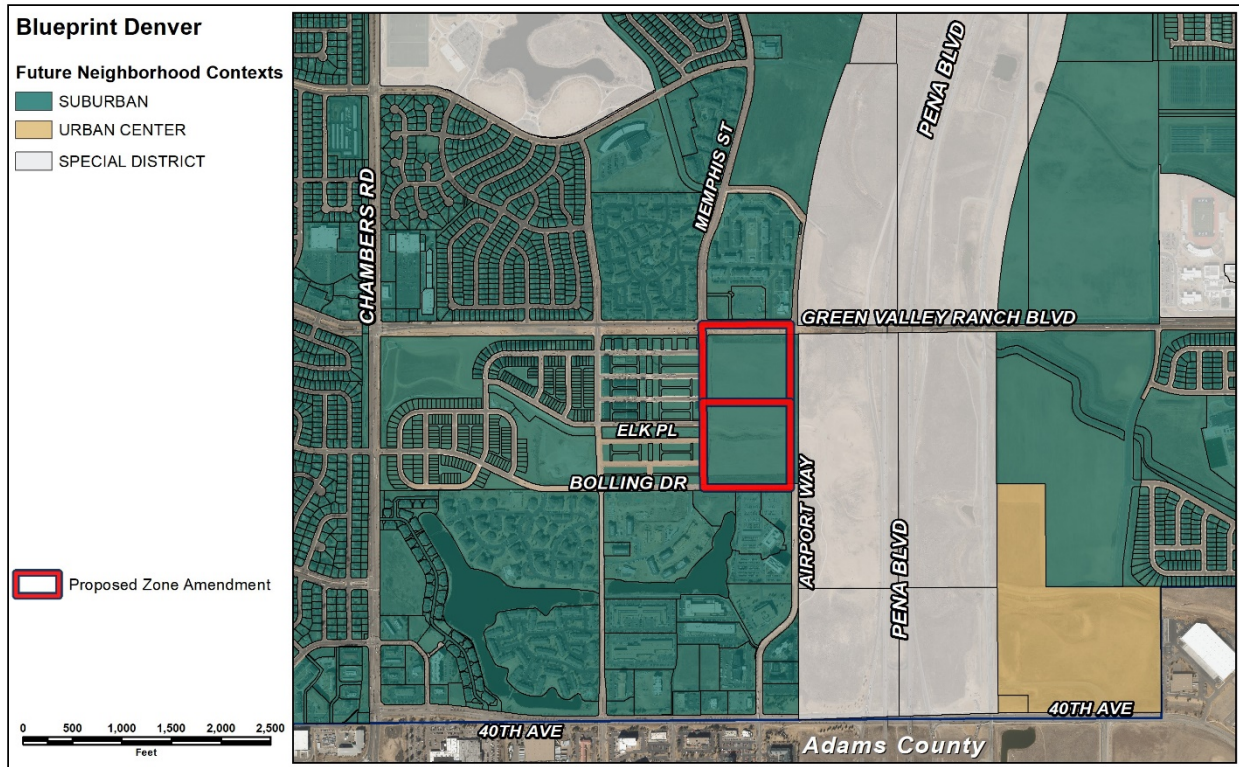 Blueprint Denver
Future Neighborhood Contexts
SUBURBAN
URBAN CENTER
SPECIAL DISTRICT
Proposed Zone Amendment
0 500 1,000 1,500 2,000 2,500
Feet
PENA BLVD
MEMPHIS ST
CHAMBERS RD
GREEN VALLEY RANCH BLVD
ELK PL
BOLLING DR
AIRPORT WAY
PENA BLVD
40TH AVE
40TH AVE
Adams County